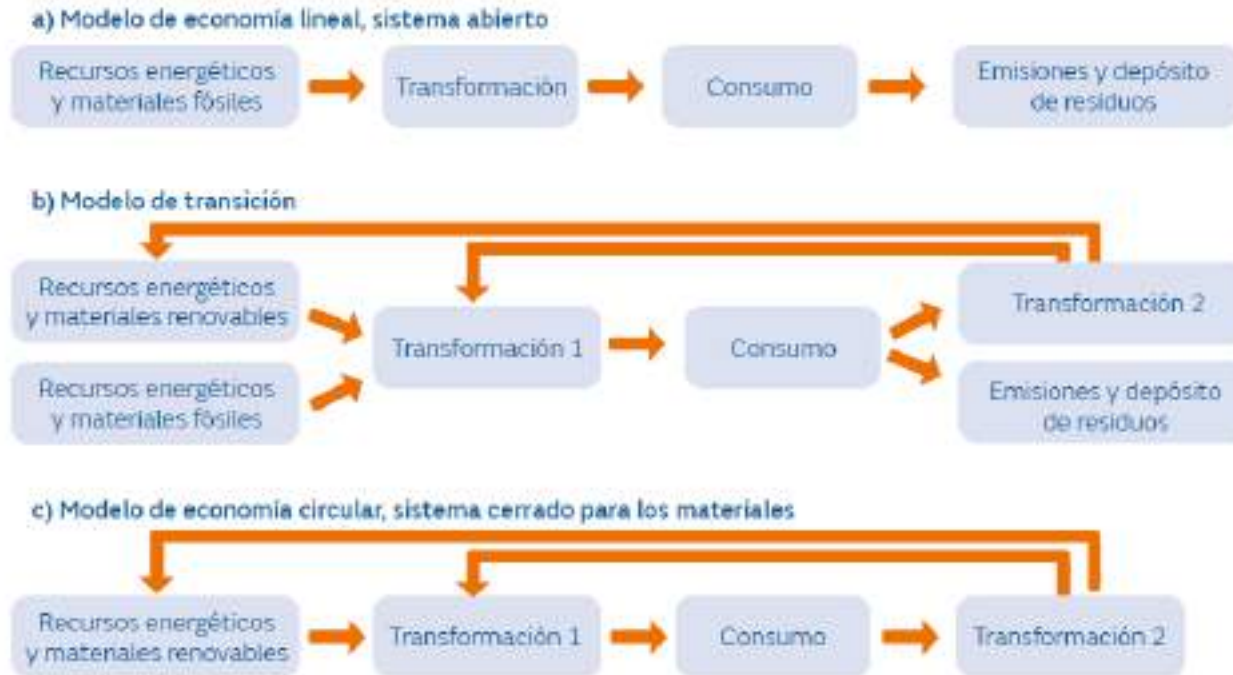 a) Modelo de economía lineal, sistema abierto
Recursos energéticos
y materiales fósiles
Transformación
Consumo
Emisiones y depósito
de residuos
b) Modelo de transición
Recursos energéticos
y materiales renovables
Recursos energéticos
y materiales fósiles
Transformación 1
Consumo
Transformación 2
Emisiones y depósito
de residuos
c) Modelo de economía circular, sistema cerrado para los materiales
Recursos energéticos
y materiales renovables
Transformación 1
Consumo
Transformación 2